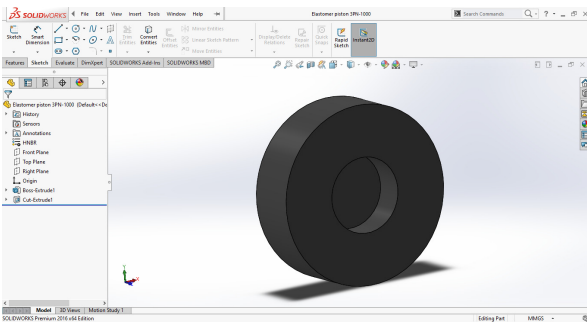 SOLIDWORKS File Edit View Insert Tools Window Help Elastomer piston 3PN-1000 Search Commands
Sketch Smart Dimension Trim Entities Convert Entities Offset Entities Mirror Entities Linear Sketch Pattern Move Entities Display/Delete Relations Repair Sketch Quick Snaps Rapid Sketch Instant2D
Features Sketch Evaluate DimXpert SOLIDWORKS Add-Ins SOLIDWORKS MBD
Elastomer piston 3PN-1000 (Default<<De
History
Sensors
Annotations
HNBR
Front Plane
Top Plane
Right Plane
Origin
Boss-Extrude1
Cut-Extrude1
Model 3D Views Motion Study 1
SOLIDWORKS Premium 2016 x64 Edition Editing Part MMGS